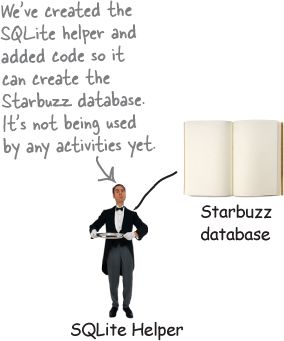 We've created the
SQLite helper and
added code so it
can create the
Starbuzz database.
It's not being used
by any activities yet.
Starbuzz
database
SQLite Helper